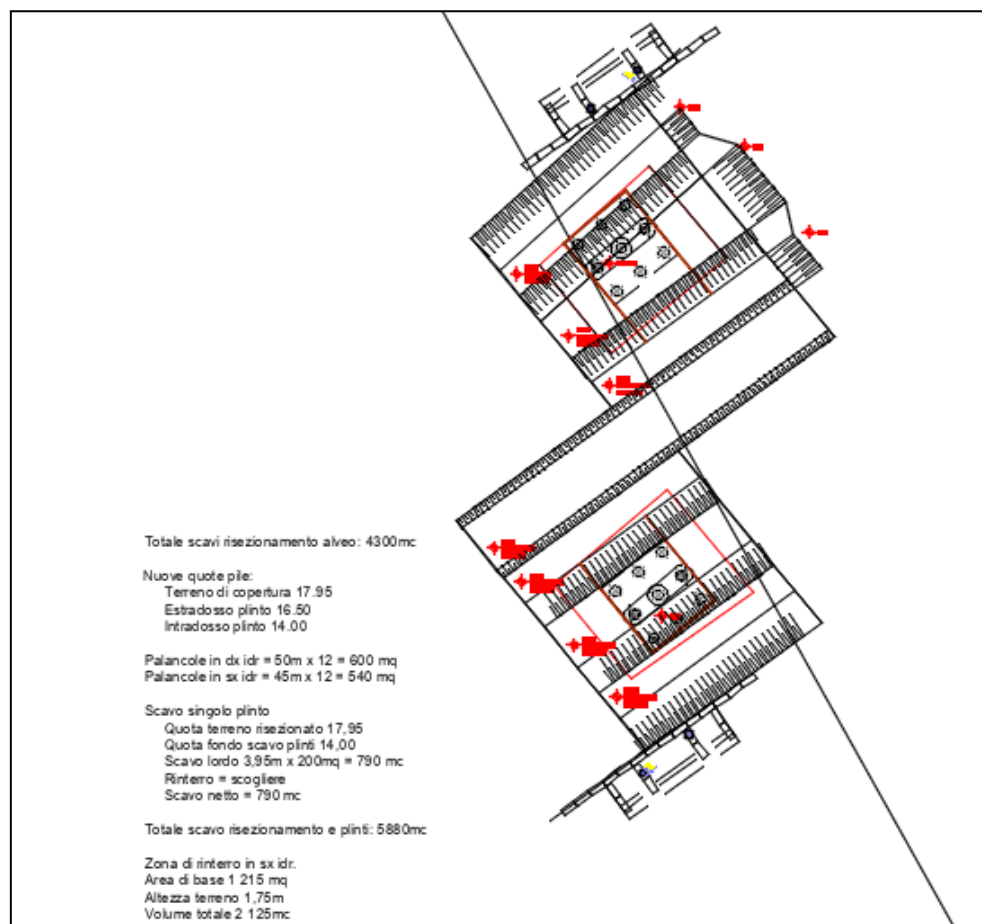 Totale scavi risezionamento alveo: 4300mc
Nuove quote pile:
Terreno di copertura 17.95
Estradosso plinto 16.50
Intradosso plinto 14.00
Palancole in dx idr = 50m x 12 = 600 mq
Palancole in sx idr = 45m x 12 = 540 mq
Scavo singolo plinto
Quota terreno risezionato 17,95
Quota fondo scavo plinti 14,00
Scavo lordo 3,95m x 200mq = 790 mc
Rinterro = scogliere
Scavo netto = 790 mc
Totale scavo risezionamento e plinti: 5880mc
Zona di rinterro in sx idr.
Area di base 1 215 mq
Altezza terreno 1,75m
Volume totale 2 125mc